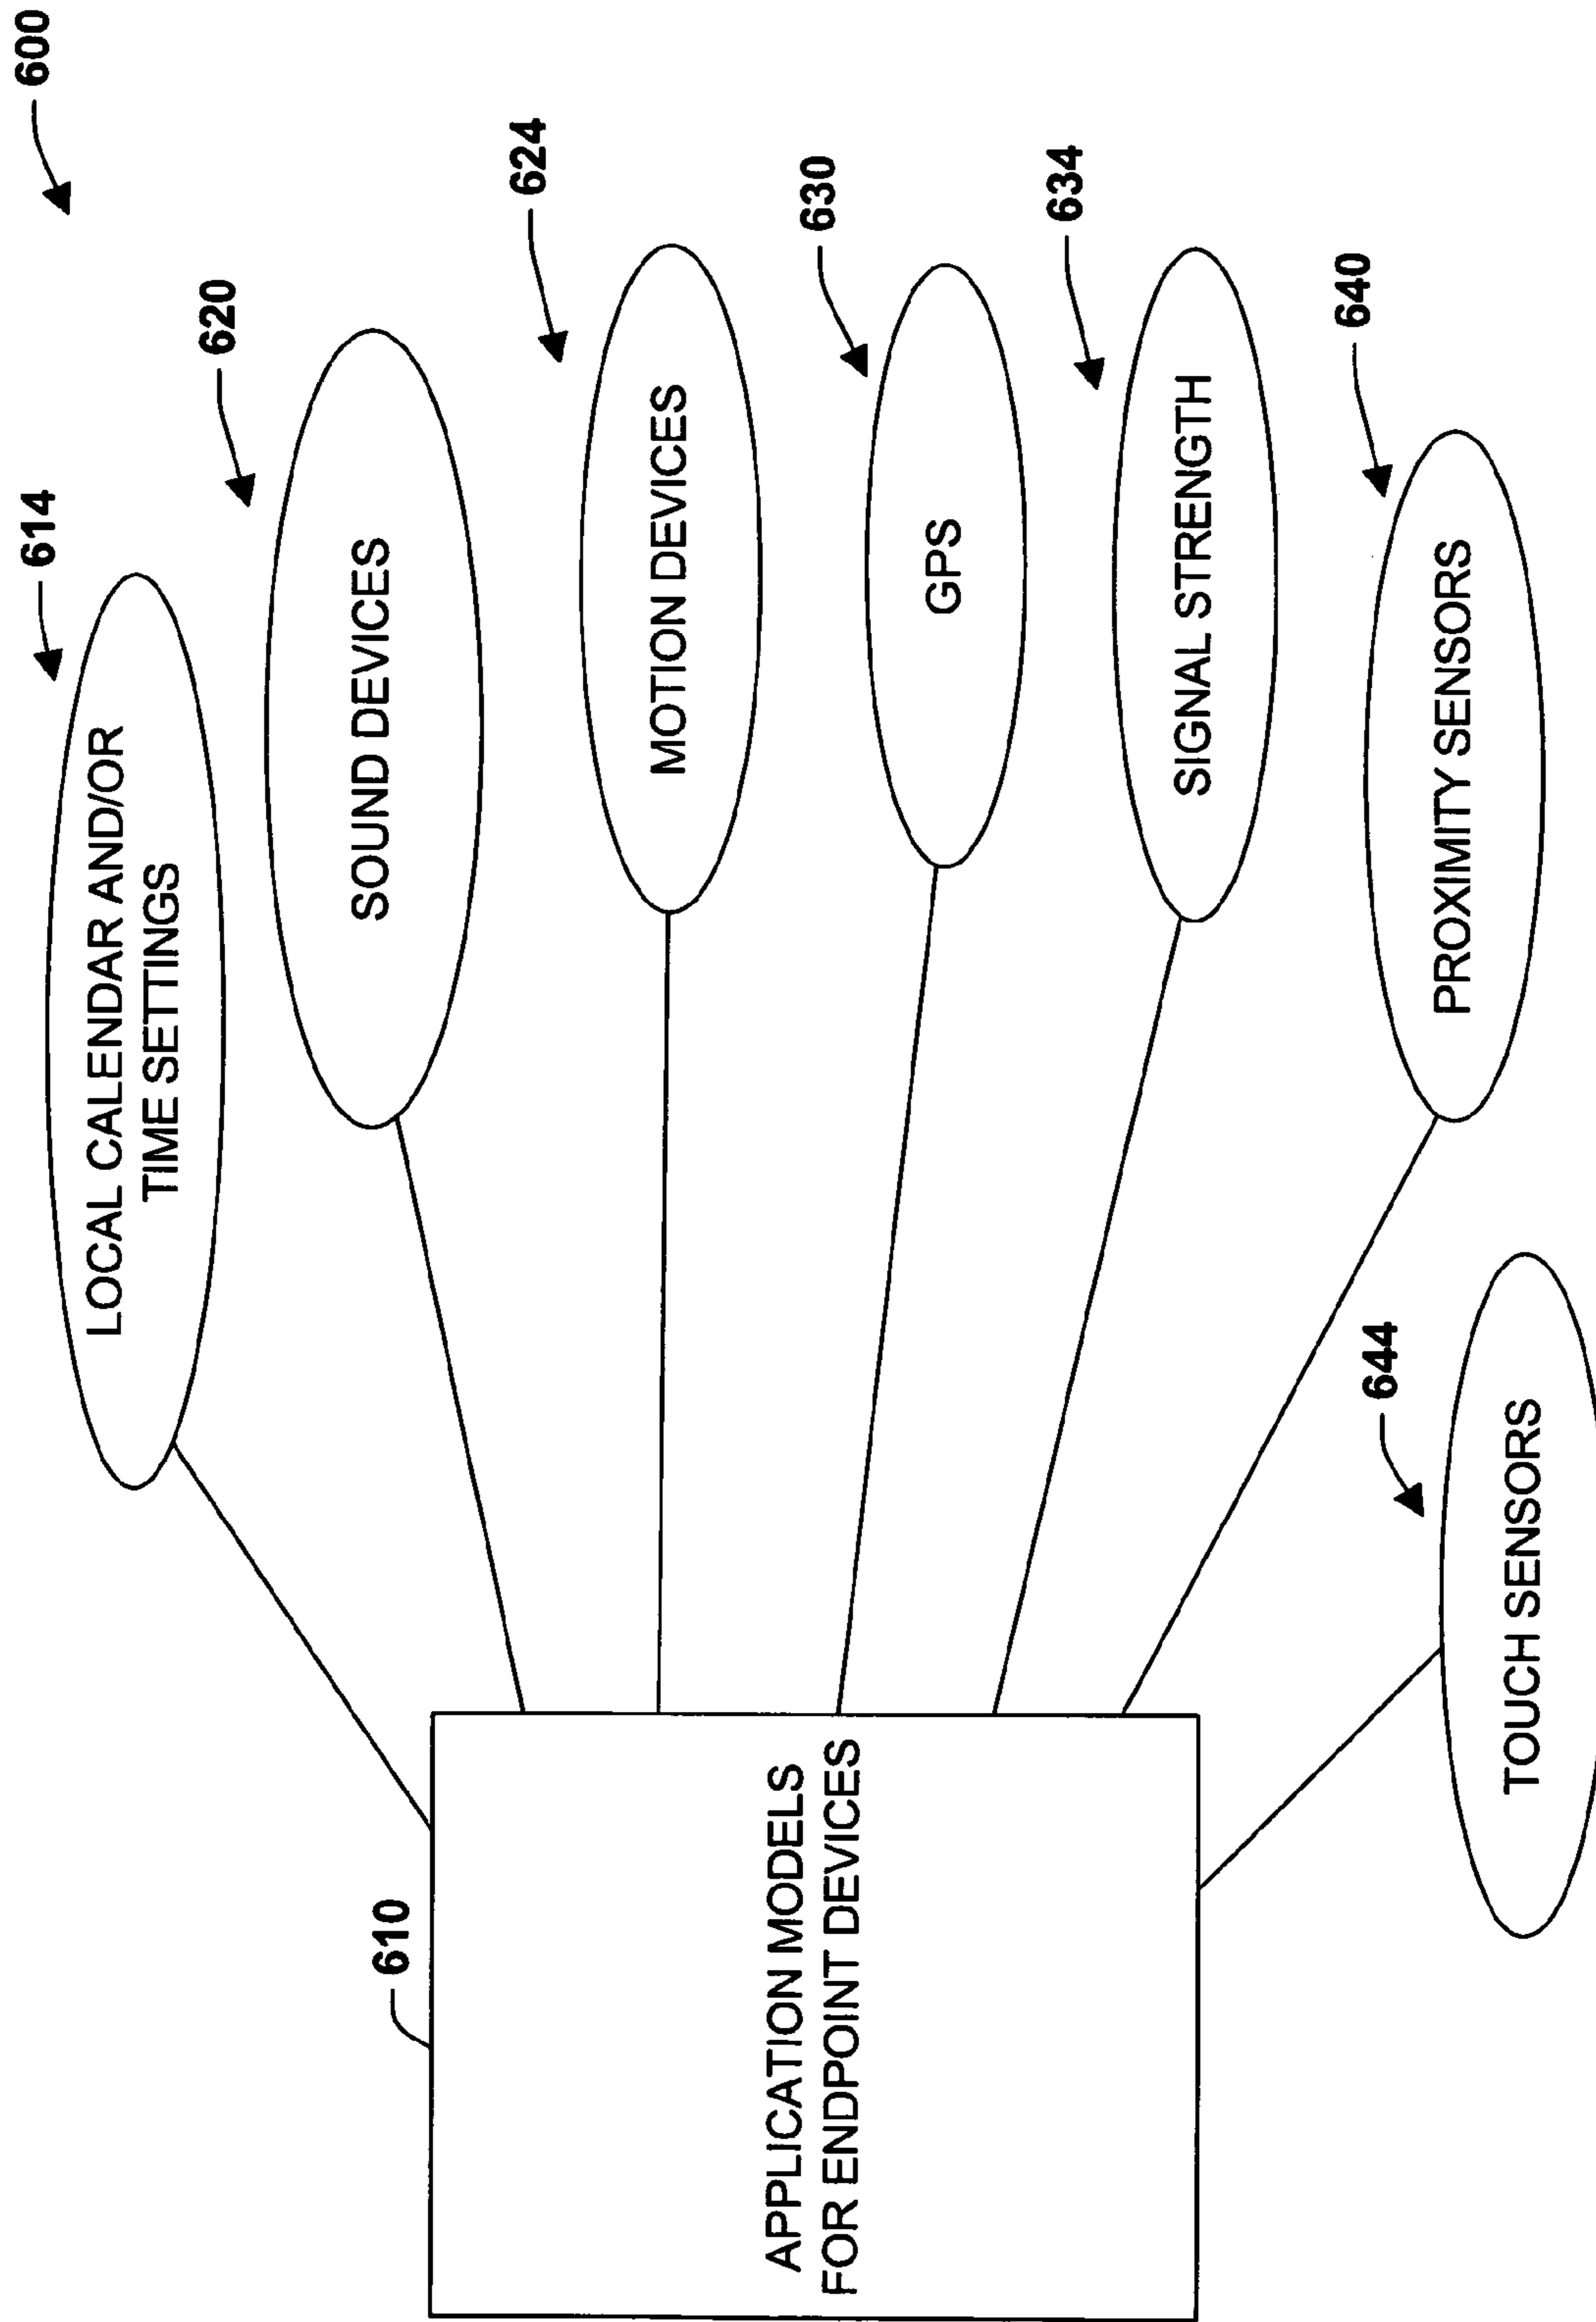 600
614
LOCAL CALENDAR AND/OR
TIME SETTINGS
620
SOUND DEVICES
624
MOTION DEVICES
610
APPLICATION MODELS
FOR ENDPOINT DEVICES
630
GPS
634
SIGNAL STRENGTH
640
PROXIMITY SENSORS
644
TOUCH SENSORS